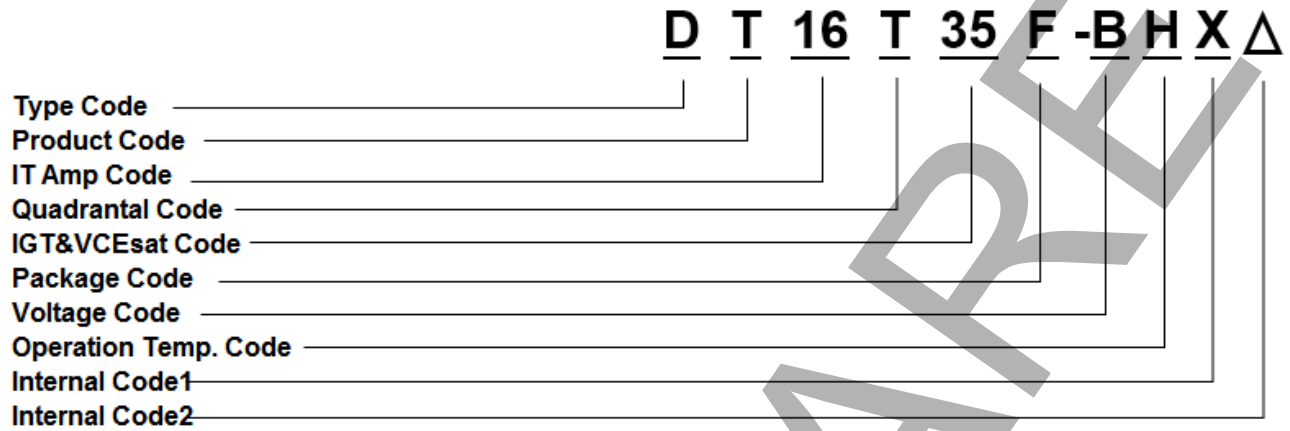 D T 16 T 35 F -B H X △
Type Code
Product Code
IT Amp Code
Quadrantal Code
IGT&VCEsat Code
Package Code
Voltage Code
Operation Temp. Code
Internal Code1
Internal Code2
ARE